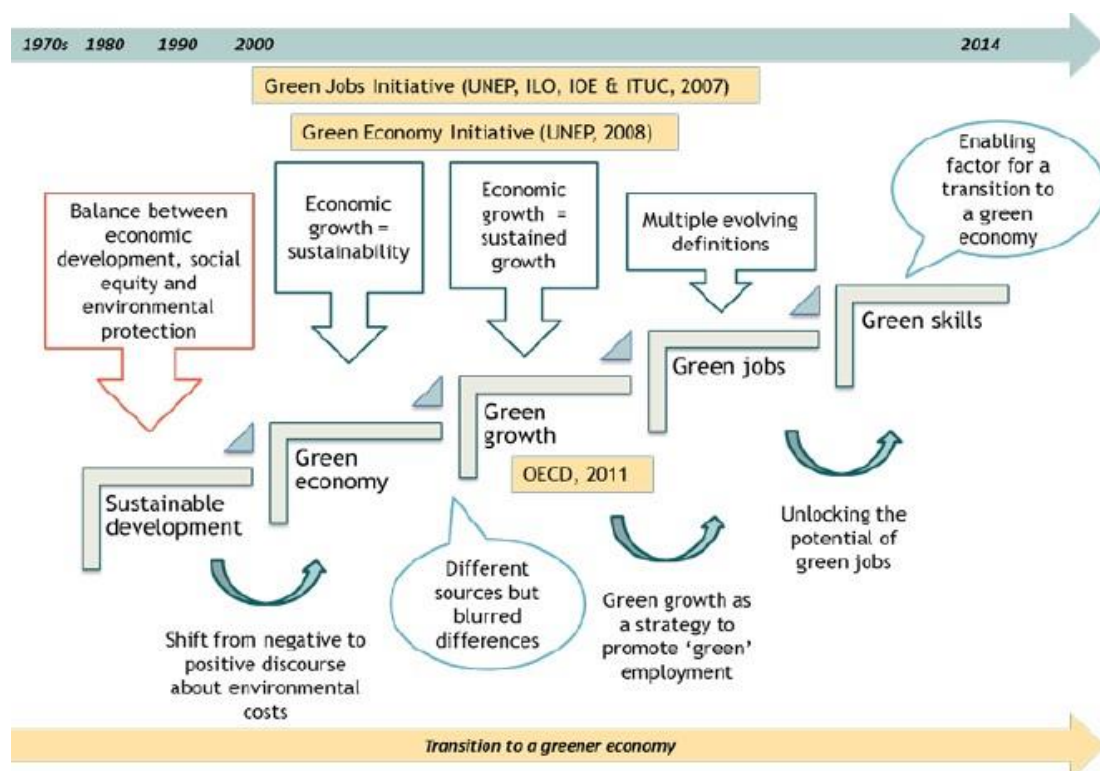 1970s 1980 1990 2000 2014
Green Jobs Initiative (UNEP, ILO, IOE & ITUC, 2007)
Green Economy Initiative (UNEP, 2008)
Balance between
economic
development, social
equity and
environmental
protection
Economic
growth =
sustainability
Economic
growth =
sustained
growth
Multiple evolving
definitions
Enabling
factor for a
transition to
a green
economy
Sustainable
development
Green
economy
Green
growth
Green jobs
Green skills
OECD, 2011
Shift from negative to
positive discourse
about environmental
costs
Different
sources but
blurred
differences
Green growth as
a strategy to
promote ‘green’
employment
Unlocking the
potential of
green jobs
Transition to a greener economy